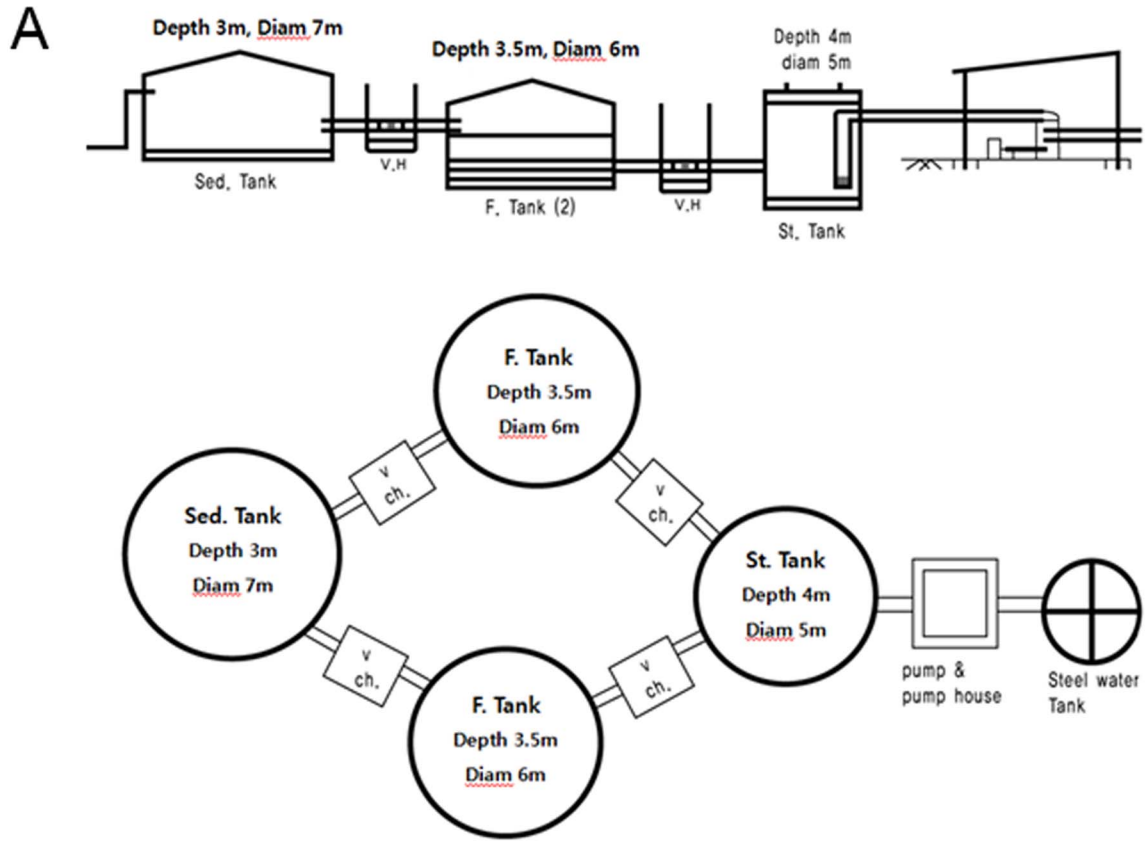 A
Depth 3m, Diam 7m
Depth 3.5m, Diam 6m
Depth 4m
diam 5m
V.H
Sed. Tank
F. Tank (2)
V.H
St. Tank
F. Tank
Depth 3.5m
Diam 6m
v
ch.
v
ch.
Sed. Tank
Depth 3m
Diam 7m
St. Tank
Depth 4m
Diam 5m
v
ch.
v
ch.
pump &
pump house
Steel water
Tank
F. Tank
Depth 3.5m
Diam 6m